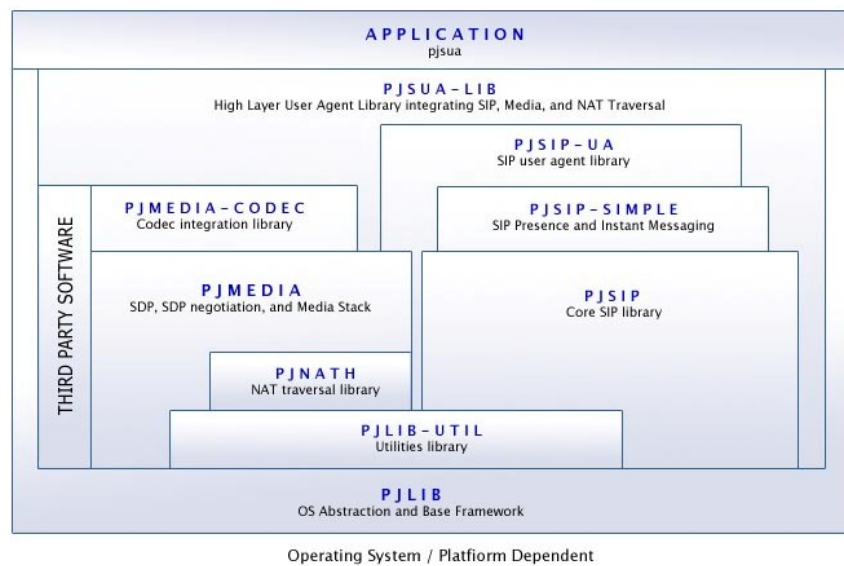 APPLICATION
pjsua
PJSUA-LIB
High Layer User Agent Library integrating SIP, Media, and NAT Traversal
PJSIP-UA
SIP user agent library
PJMEDIA-CODEC
Codec integration library
PJSIP-SIMPLE
SIP Presence and Instant Messaging
THIRD PARTY SOFTWARE
PJMEDIA
SDP, SDP negotiation, and Media Stack
PJSIP
Core SIP library
PJNATH
NAT traversal library
PJLIB-UTIL
Utilities library
PJLIB
OS Abstraction and Base Framework
Operating System / Platfiorm Dependent